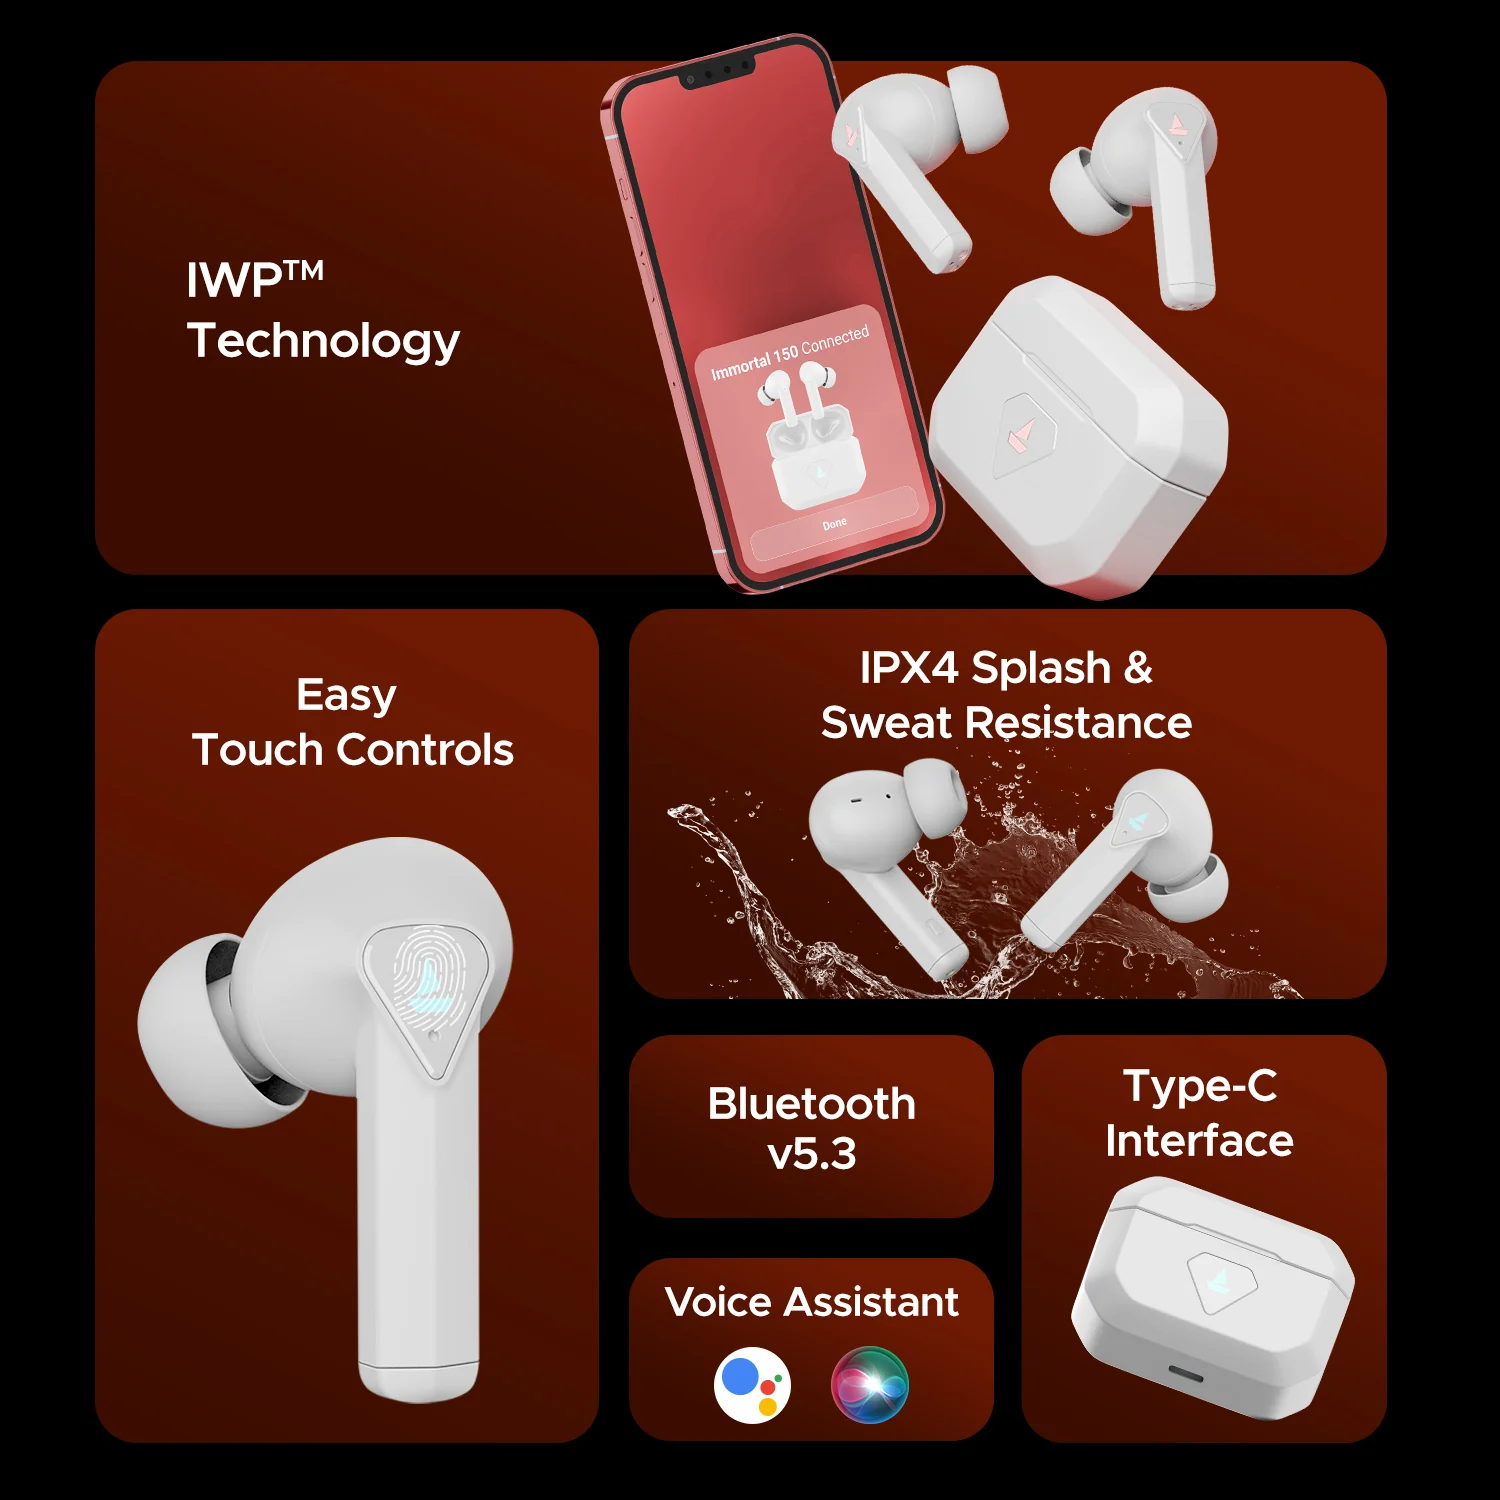 IWP™
Technology
Immortal 150 Connected
Done
Easy
Touch Controls
IPX4 Splash &
Sweat Resistance
Bluetooth
v5.3
Type-C
Interface
Voice Assistant